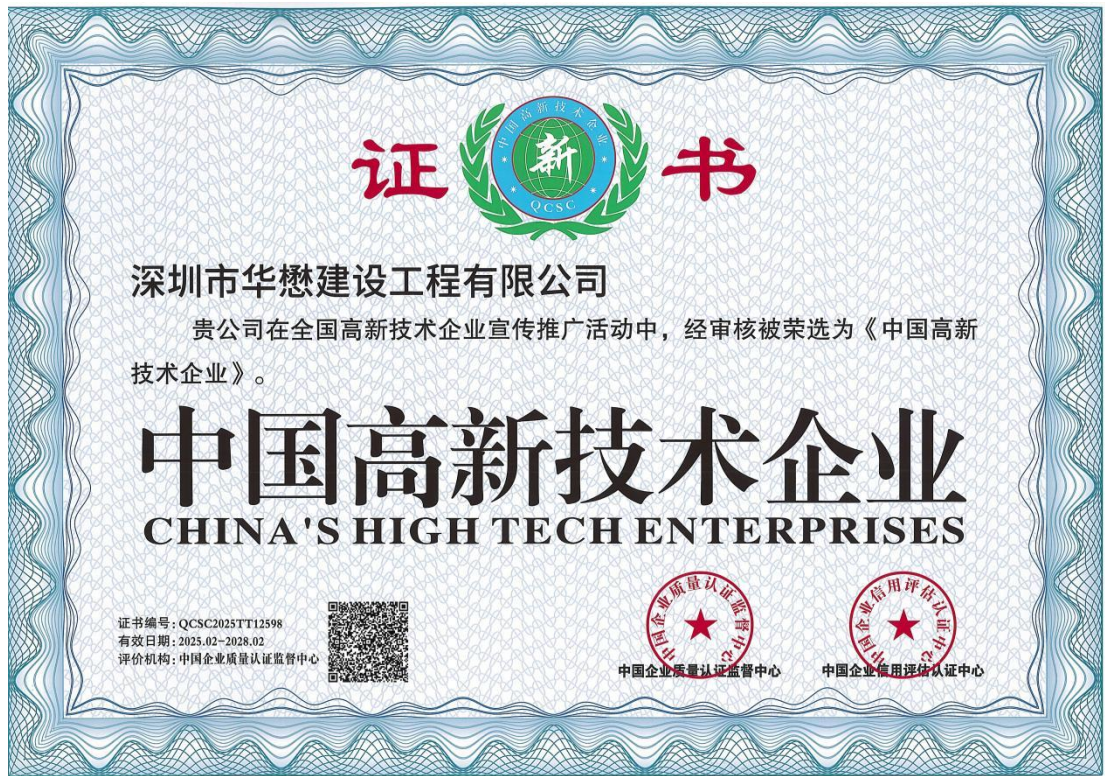 证 书
中国高新技术企业
新
QCSC
深圳市华懋建设工程有限公司
贵公司在全国高新技术企业宣传推广活动中，经审核被荣选为《中国高新
技术企业》。
中国高新技术企业
CHINA'S HIGH TECH ENTERPRISES
证书编号：QCSC2025TT12598
有效日期：2025.02-2028.02
评价机构：中国企业质量认证监督中心
中国企业质量认证监督中心
中国企业质量认证监督中心
中国企业信用评估认证中心
中国企业信用评估认证中心